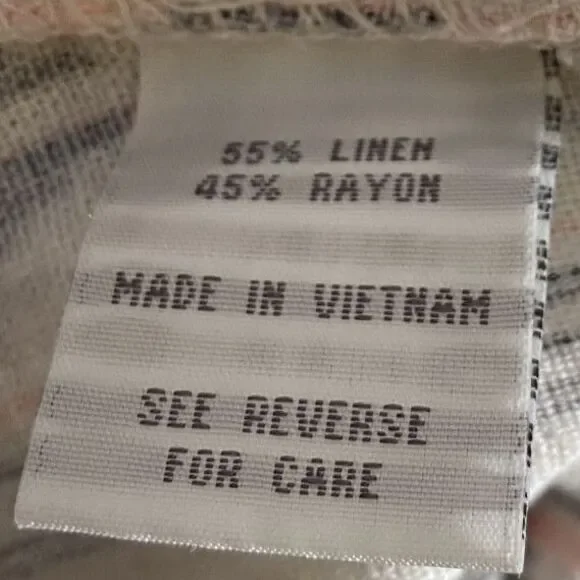 55% LINEN
45% RAYON
MADE IN VIETNAM
SEE REVERSE
FOR CARE